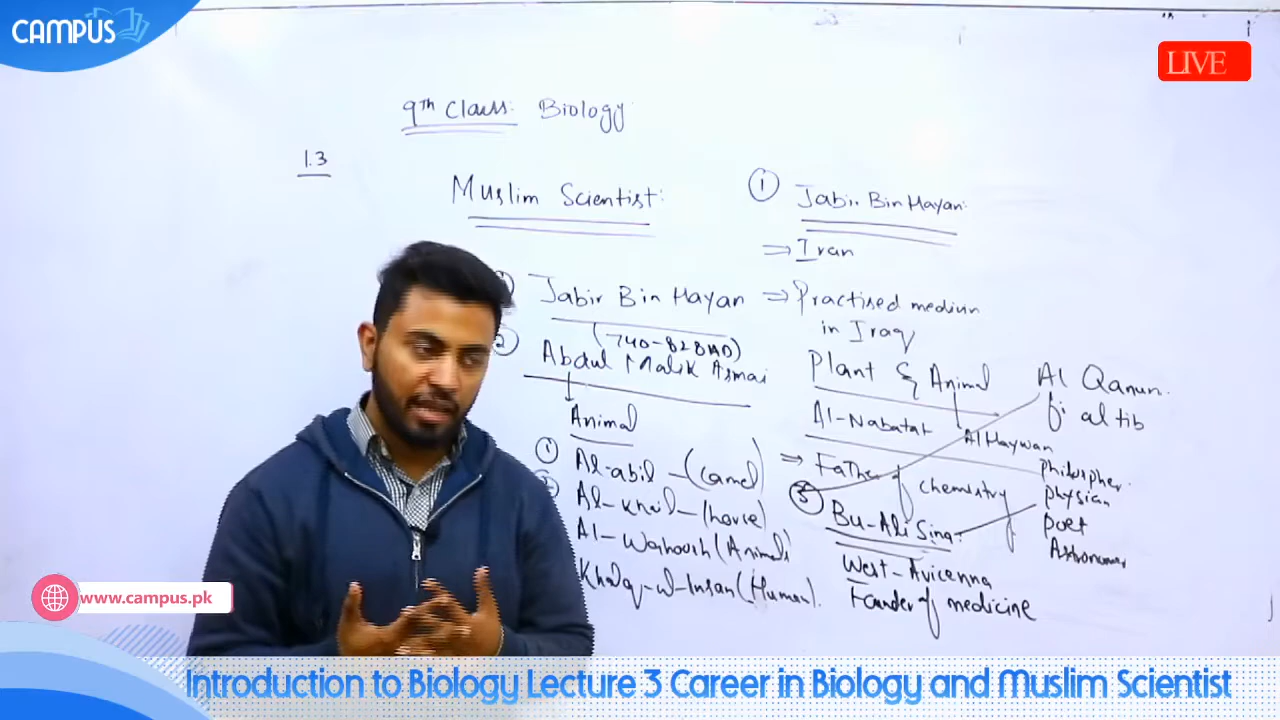 CAMPUS
LIVE
9th Class: Biology
1.3
Muslim Scientist:
① Jabir Bin Hayan:
⇒ Iran
Jabir Bin Hayan
⇒ Practised
in Iraq
(740-828AD)
② Abdul Malik Asmai
Plant & Animal
Al Qanun
fi al tib
Animal
Al-Nabatat
Al Haywan
① Al-abil - (camel)
⇒ Father of chemistry
Philospher
Al-Khail - (horse)
physian
③ Bu-Ali Sina
poet
Al-Wahoosh (Animals)
Astronomer
West - Avicenna
Khalq-ul-Insan (Human).
Founder of medicine
www.campus.pk
Introduction to Biology Lecture 3 Career in Biology and Muslim Scientist